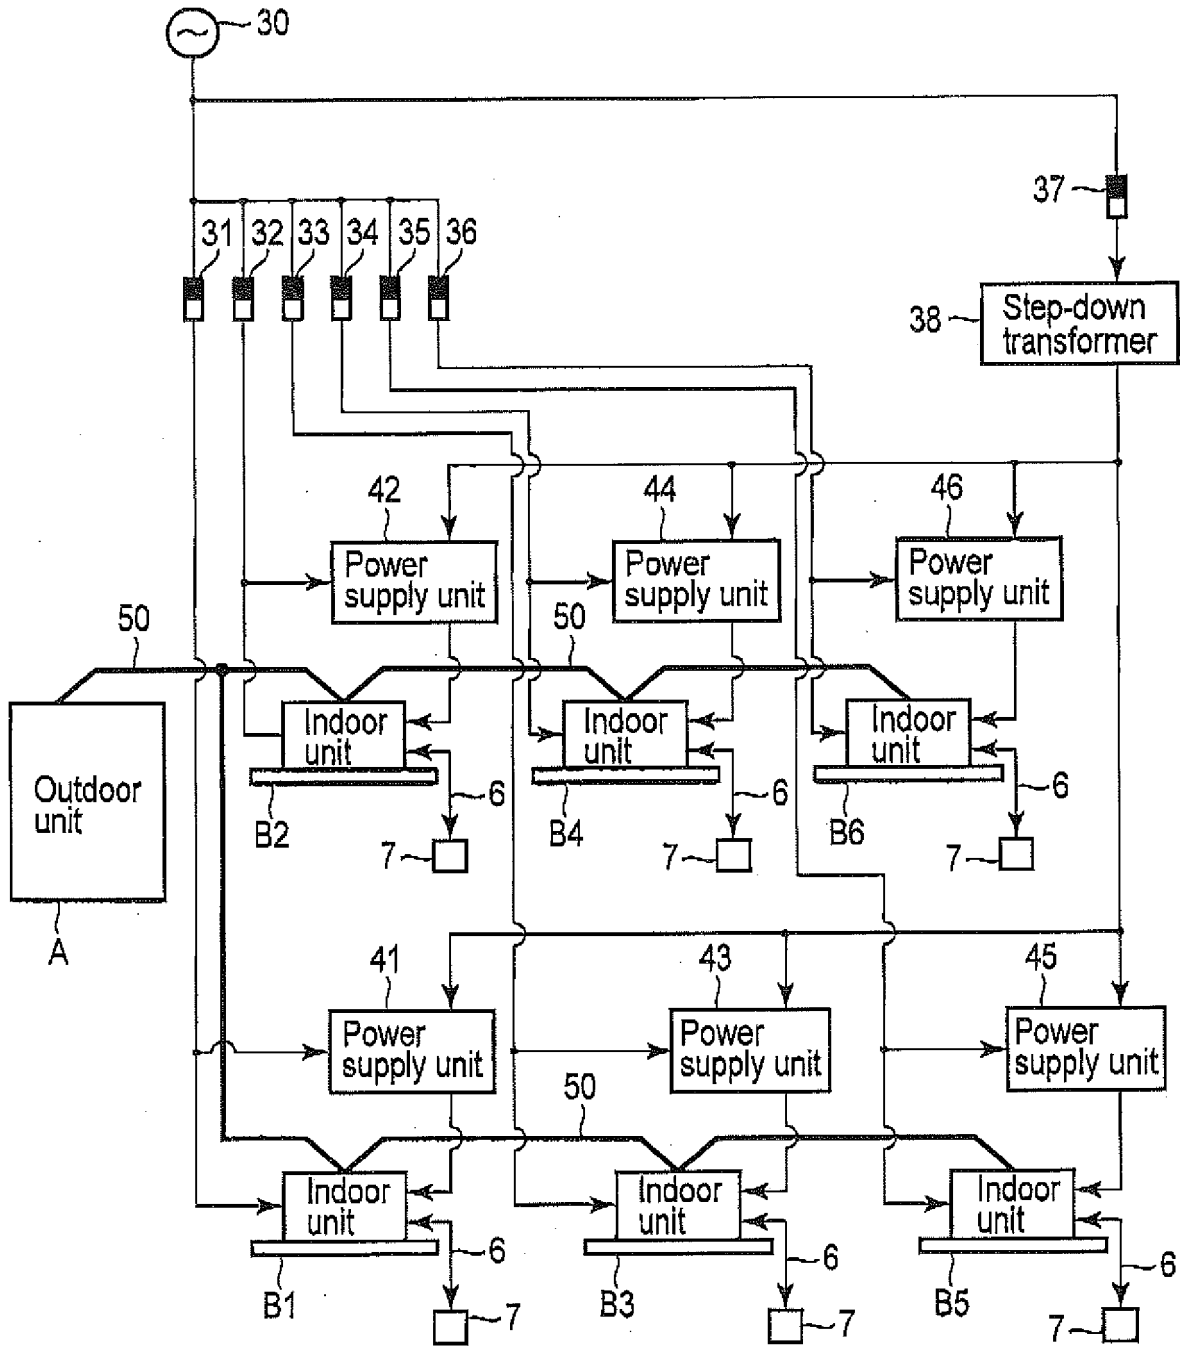 30
37
31 32 33 34 35 36
38
Step-down
transformer
42
44
46
Power
supply unit
Power
supply unit
Power
supply unit
50
50
Indoor
unit
Indoor
unit
Indoor
unit
Outdoor
unit
B2
6
B4
6
B6
6
7
7
7
A
41
43
45
Power
supply unit
Power
supply unit
Power
supply unit
50
Indoor
unit
Indoor
unit
Indoor
unit
B1
6
B3
6
B5
6
7
7
7